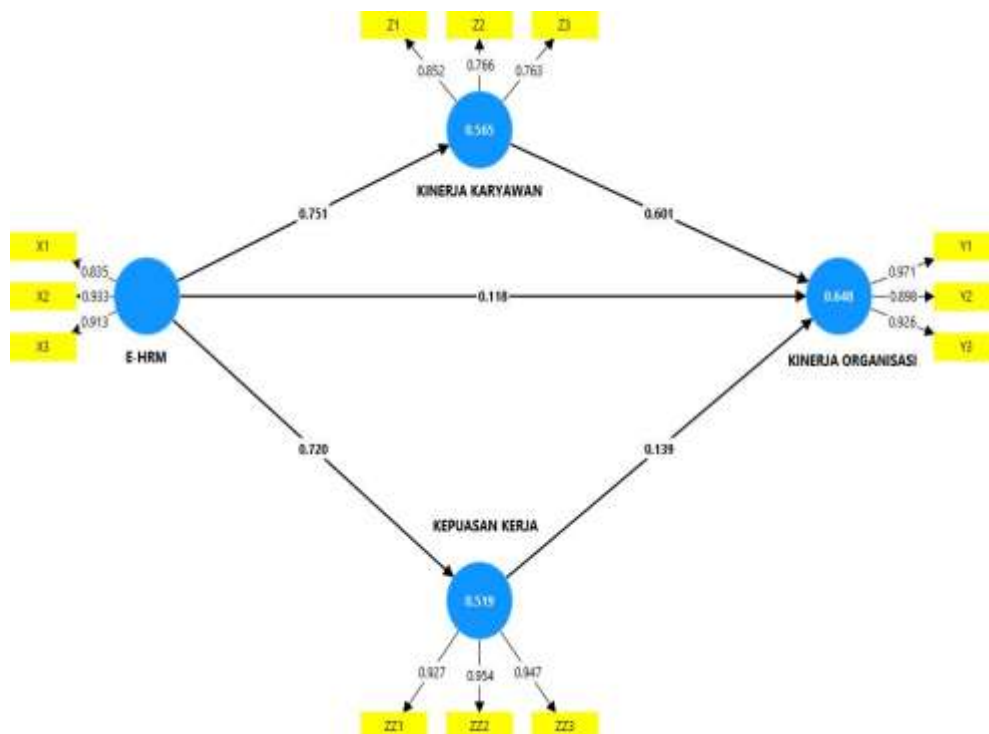 Z1 Z2 Z3
0.852 0.766 0.763
0.565
KINERJA KARYAWAN
0.751 0.601
X1 Y1
0.835 0.971
X2 0.933 0.118 0.648 0.898 Y2
0.913 0.926
X3 Y3
E-HRM KINERJA ORGANISASI
0.720 0.139
KEPUASAN KERJA
0.519
0.927 0.954 0.947
ZZ1 ZZ2 ZZ3